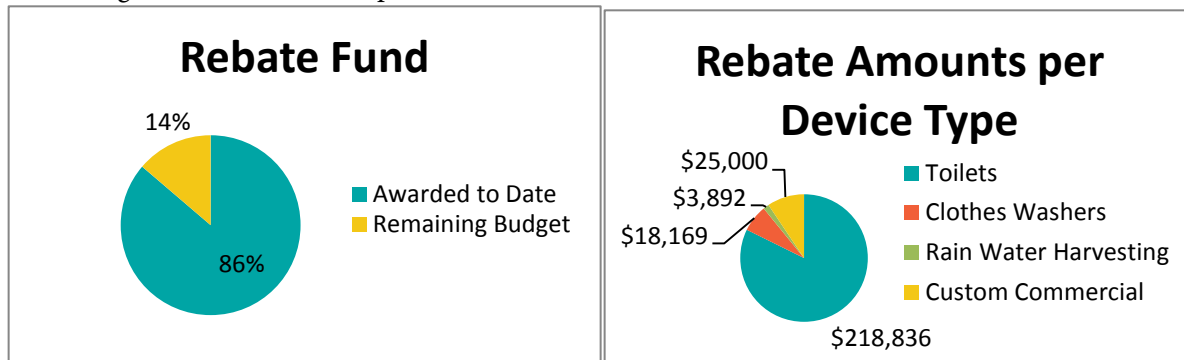 Rebate Fund
14%
86%
Awarded to Date
Remaining Budget
Rebate Amounts per
Device Type
$25,000
$3,892
$18,169
$218,836
Toilets
Clothes Washers
Rain Water Harvesting
Custom Commercial